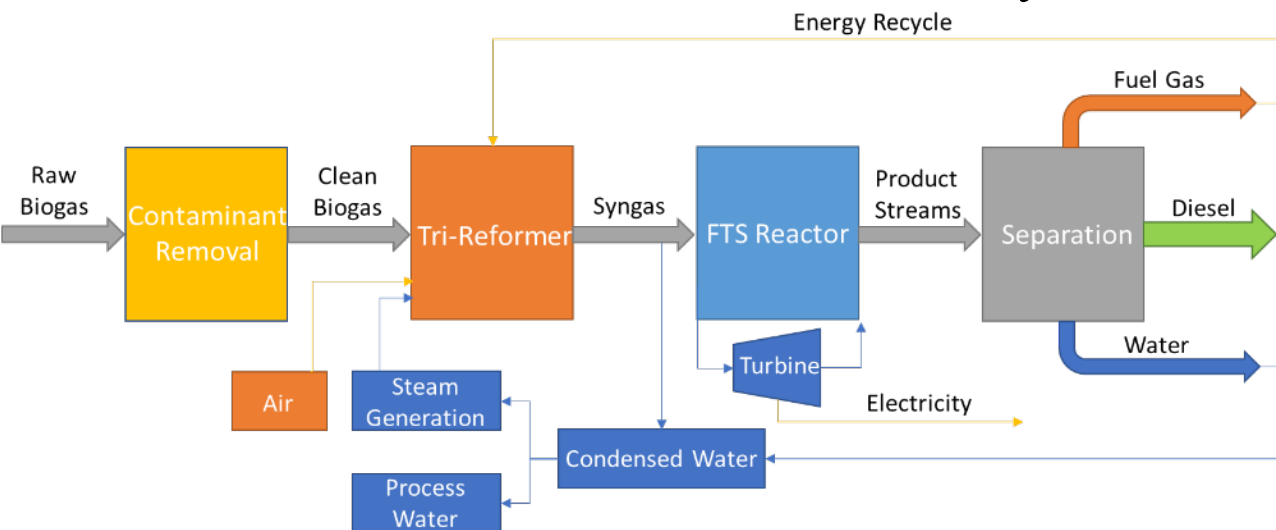 Energy Recycle
Fuel Gas
Raw
Biogas
Contaminant
Removal
Clean
Biogas
Tri-Reformer
Syngas
FTS Reactor
Product
Streams
Separation
Diesel
Water
Air
Steam
Generation
Turbine
Electricity
Condensed Water
Process
Water